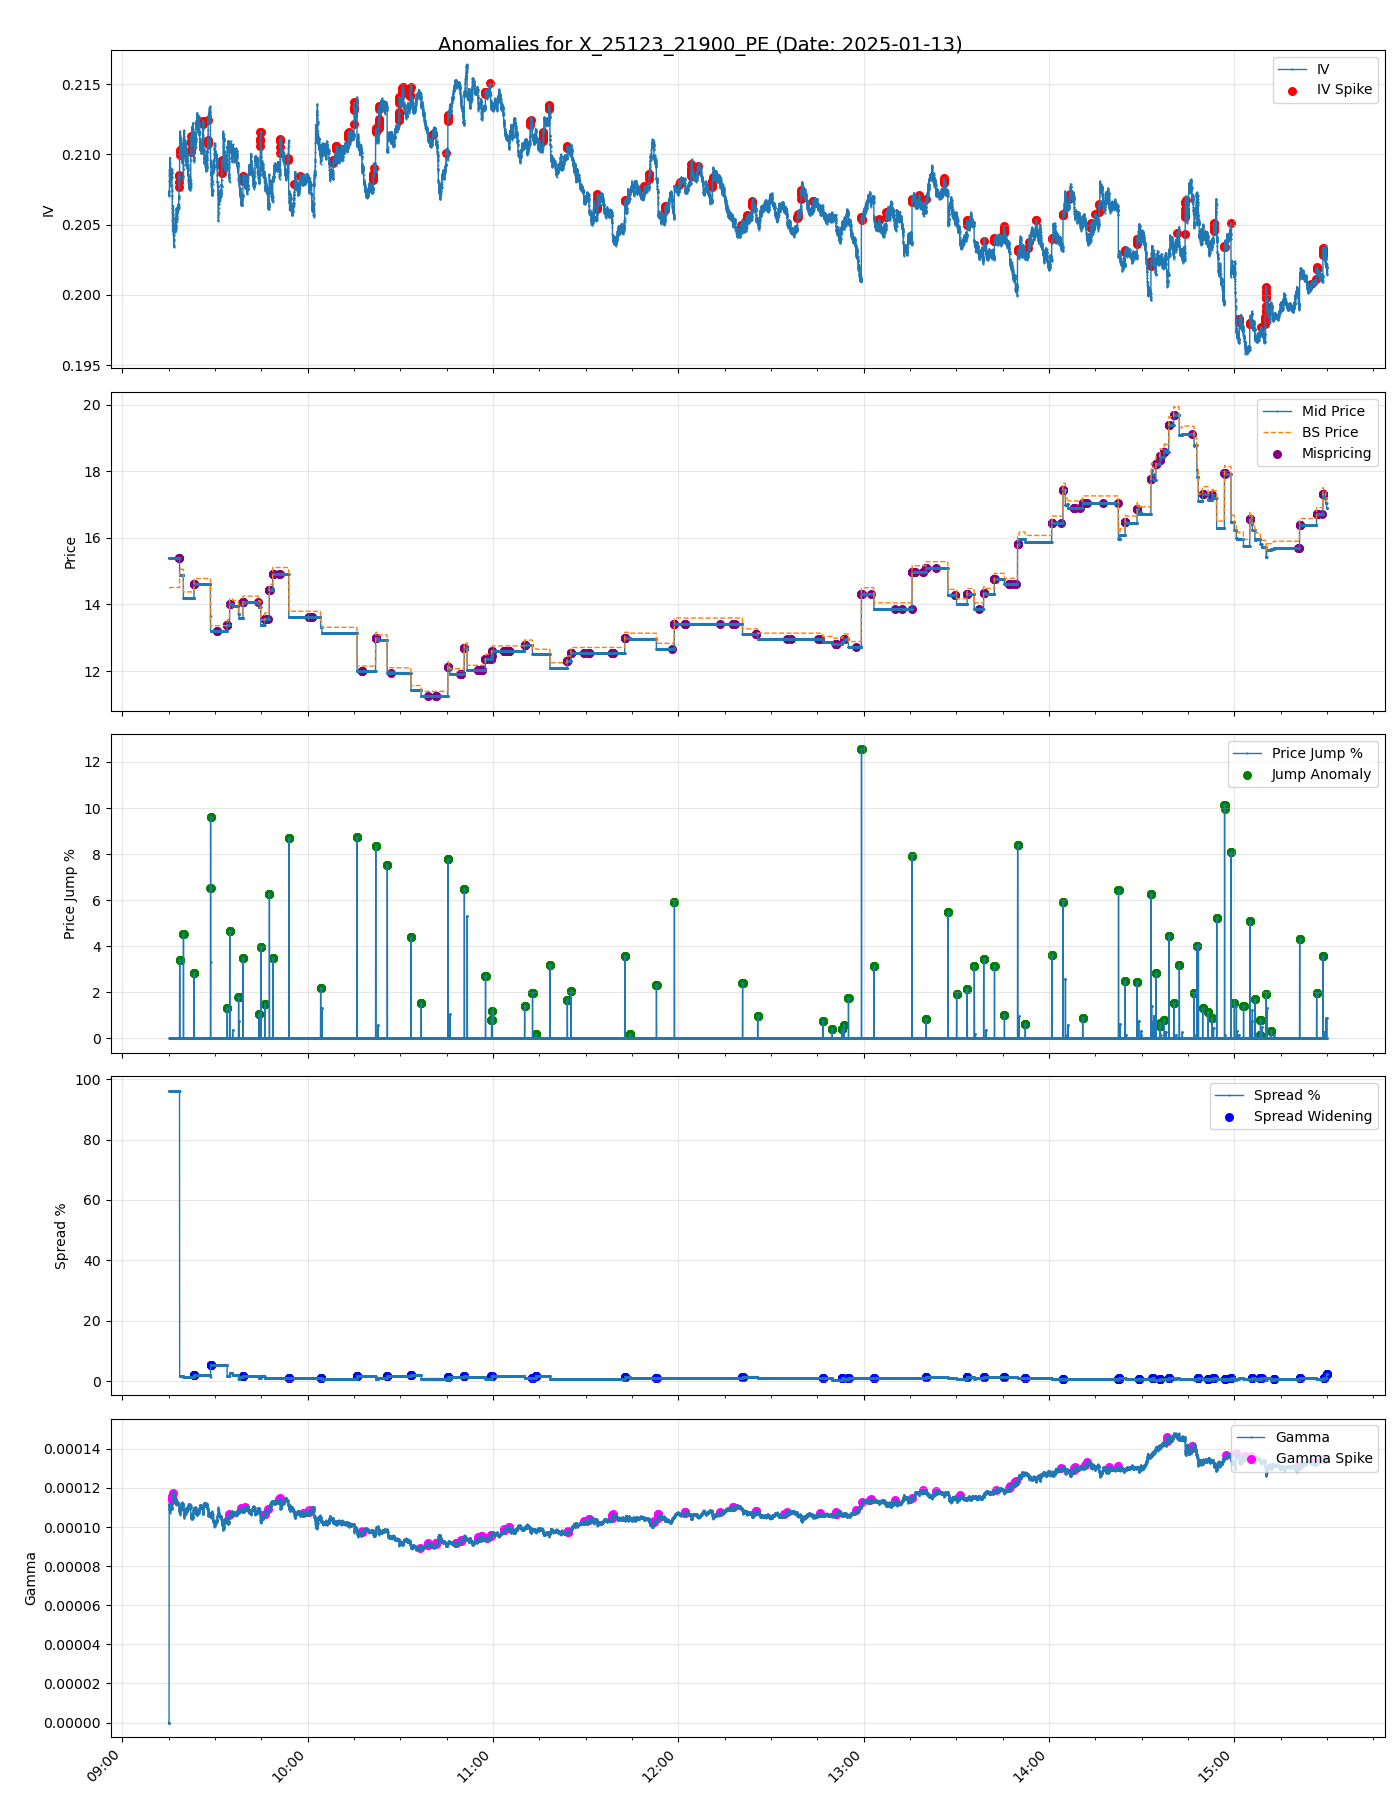 Anomalies for X_25123_21900_PE (Date: 2025-01-13)
IV
IV Spike
0.215
0.210
0.205
0.200
0.195
IV
Mid Price
BS Price
Mispricing
20
18
16
14
12
Price
Price Jump %
Jump Anomaly
12
10
8
6
4
2
0
Price Jump %
Spread %
Spread Widening
100
80
60
40
20
0
Spread %
Gamma
Gamma Spike
0.00014
0.00012
0.00010
0.00008
0.00006
0.00004
0.00002
0.00000
Gamma
09:00
10:00
11:00
12:00
13:00
14:00
15:00